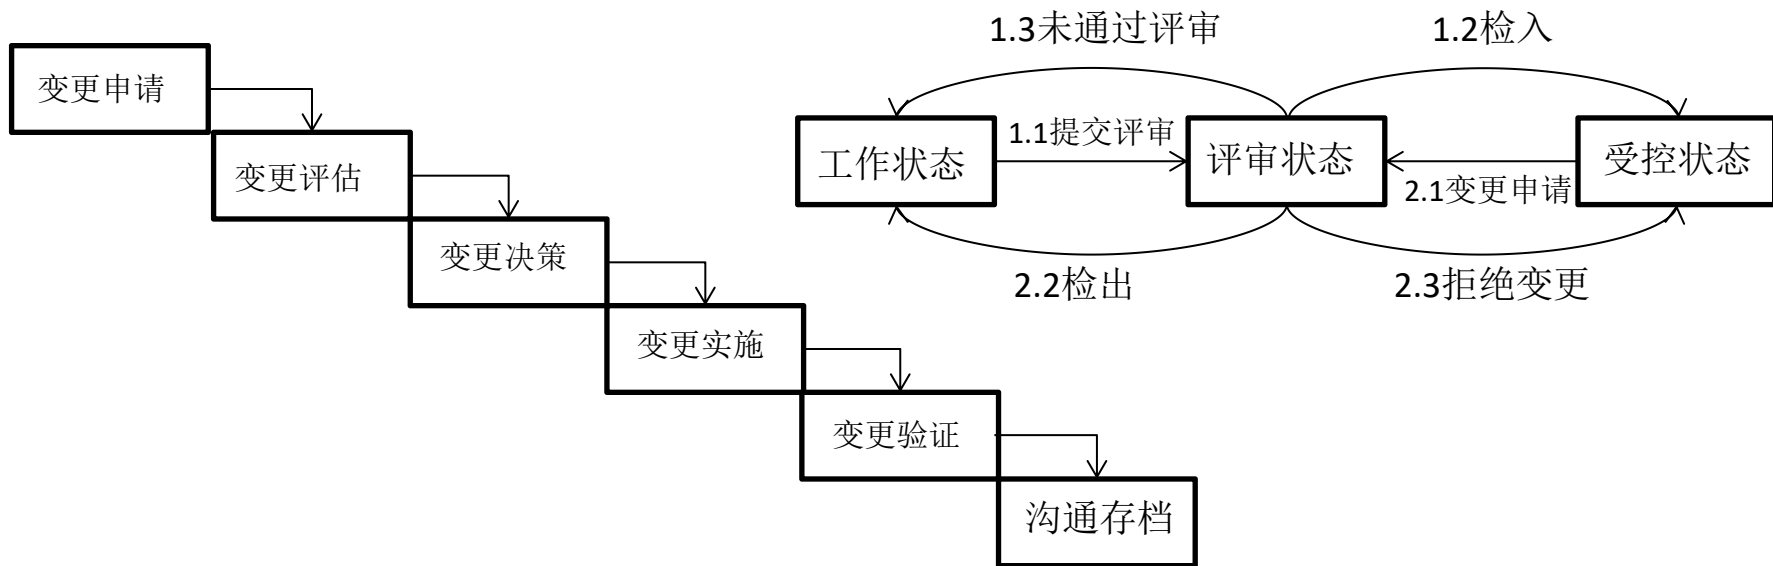 变更申请
变更评估
变更决策
变更实施
变更验证
沟通存档
1.3未通过评审
1.2检入
工作状态
1.1提交评审
评审状态
2.1变更申请
受控状态
2.2检出
2.3拒绝变更